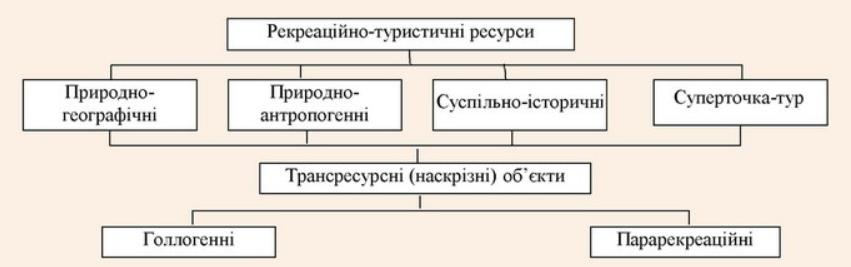 Рекреаційно-туристичні ресурси
Природно-
географічні
Природно-
антропогенні
Суспільно-історичні
Суперточка-тур
Трансресурсні (наскрізні) об’єкти
Голлогенні
Парарекреаційні